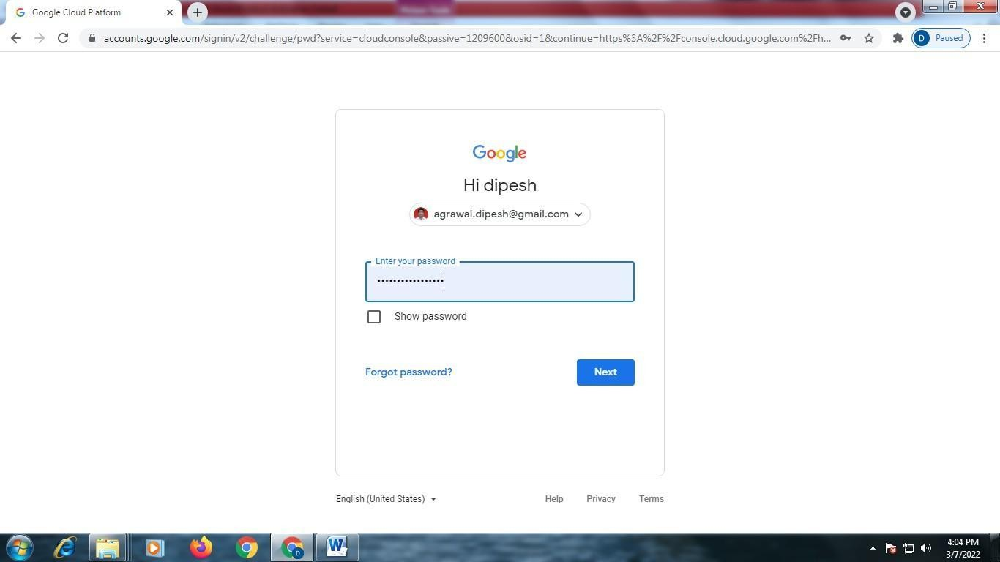 Google Cloud Platform
accounts.google.com/signin/v2/challenge/pwd?service=cloudconsole&passive=1209600&osid=1&continue=https%3A%2F%2Fconsole.cloud.google.com%2Fh...
D Paused
Google
Hi dipesh
agrawal.dipesh@gmail.com
Enter your password
•••••••••••••••••
Show password
Forgot password? Next
English (United States) Help Privacy Terms
4:04 PM
3/7/2022